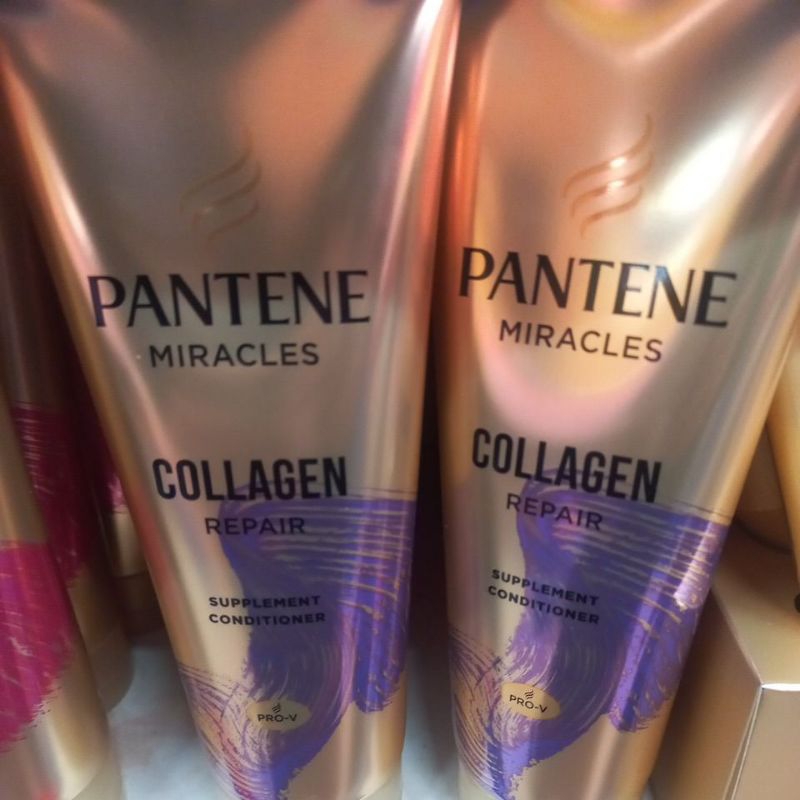 PANTENE
MIRACLES
COLLAGEN
REPAIR
SUPPLEMENT
CONDITIONER
PRO-V
PANTENE
MIRACLES
COLLAGEN
REPAIR
SUPPLEMENT
CONDITIONER
PRO-V